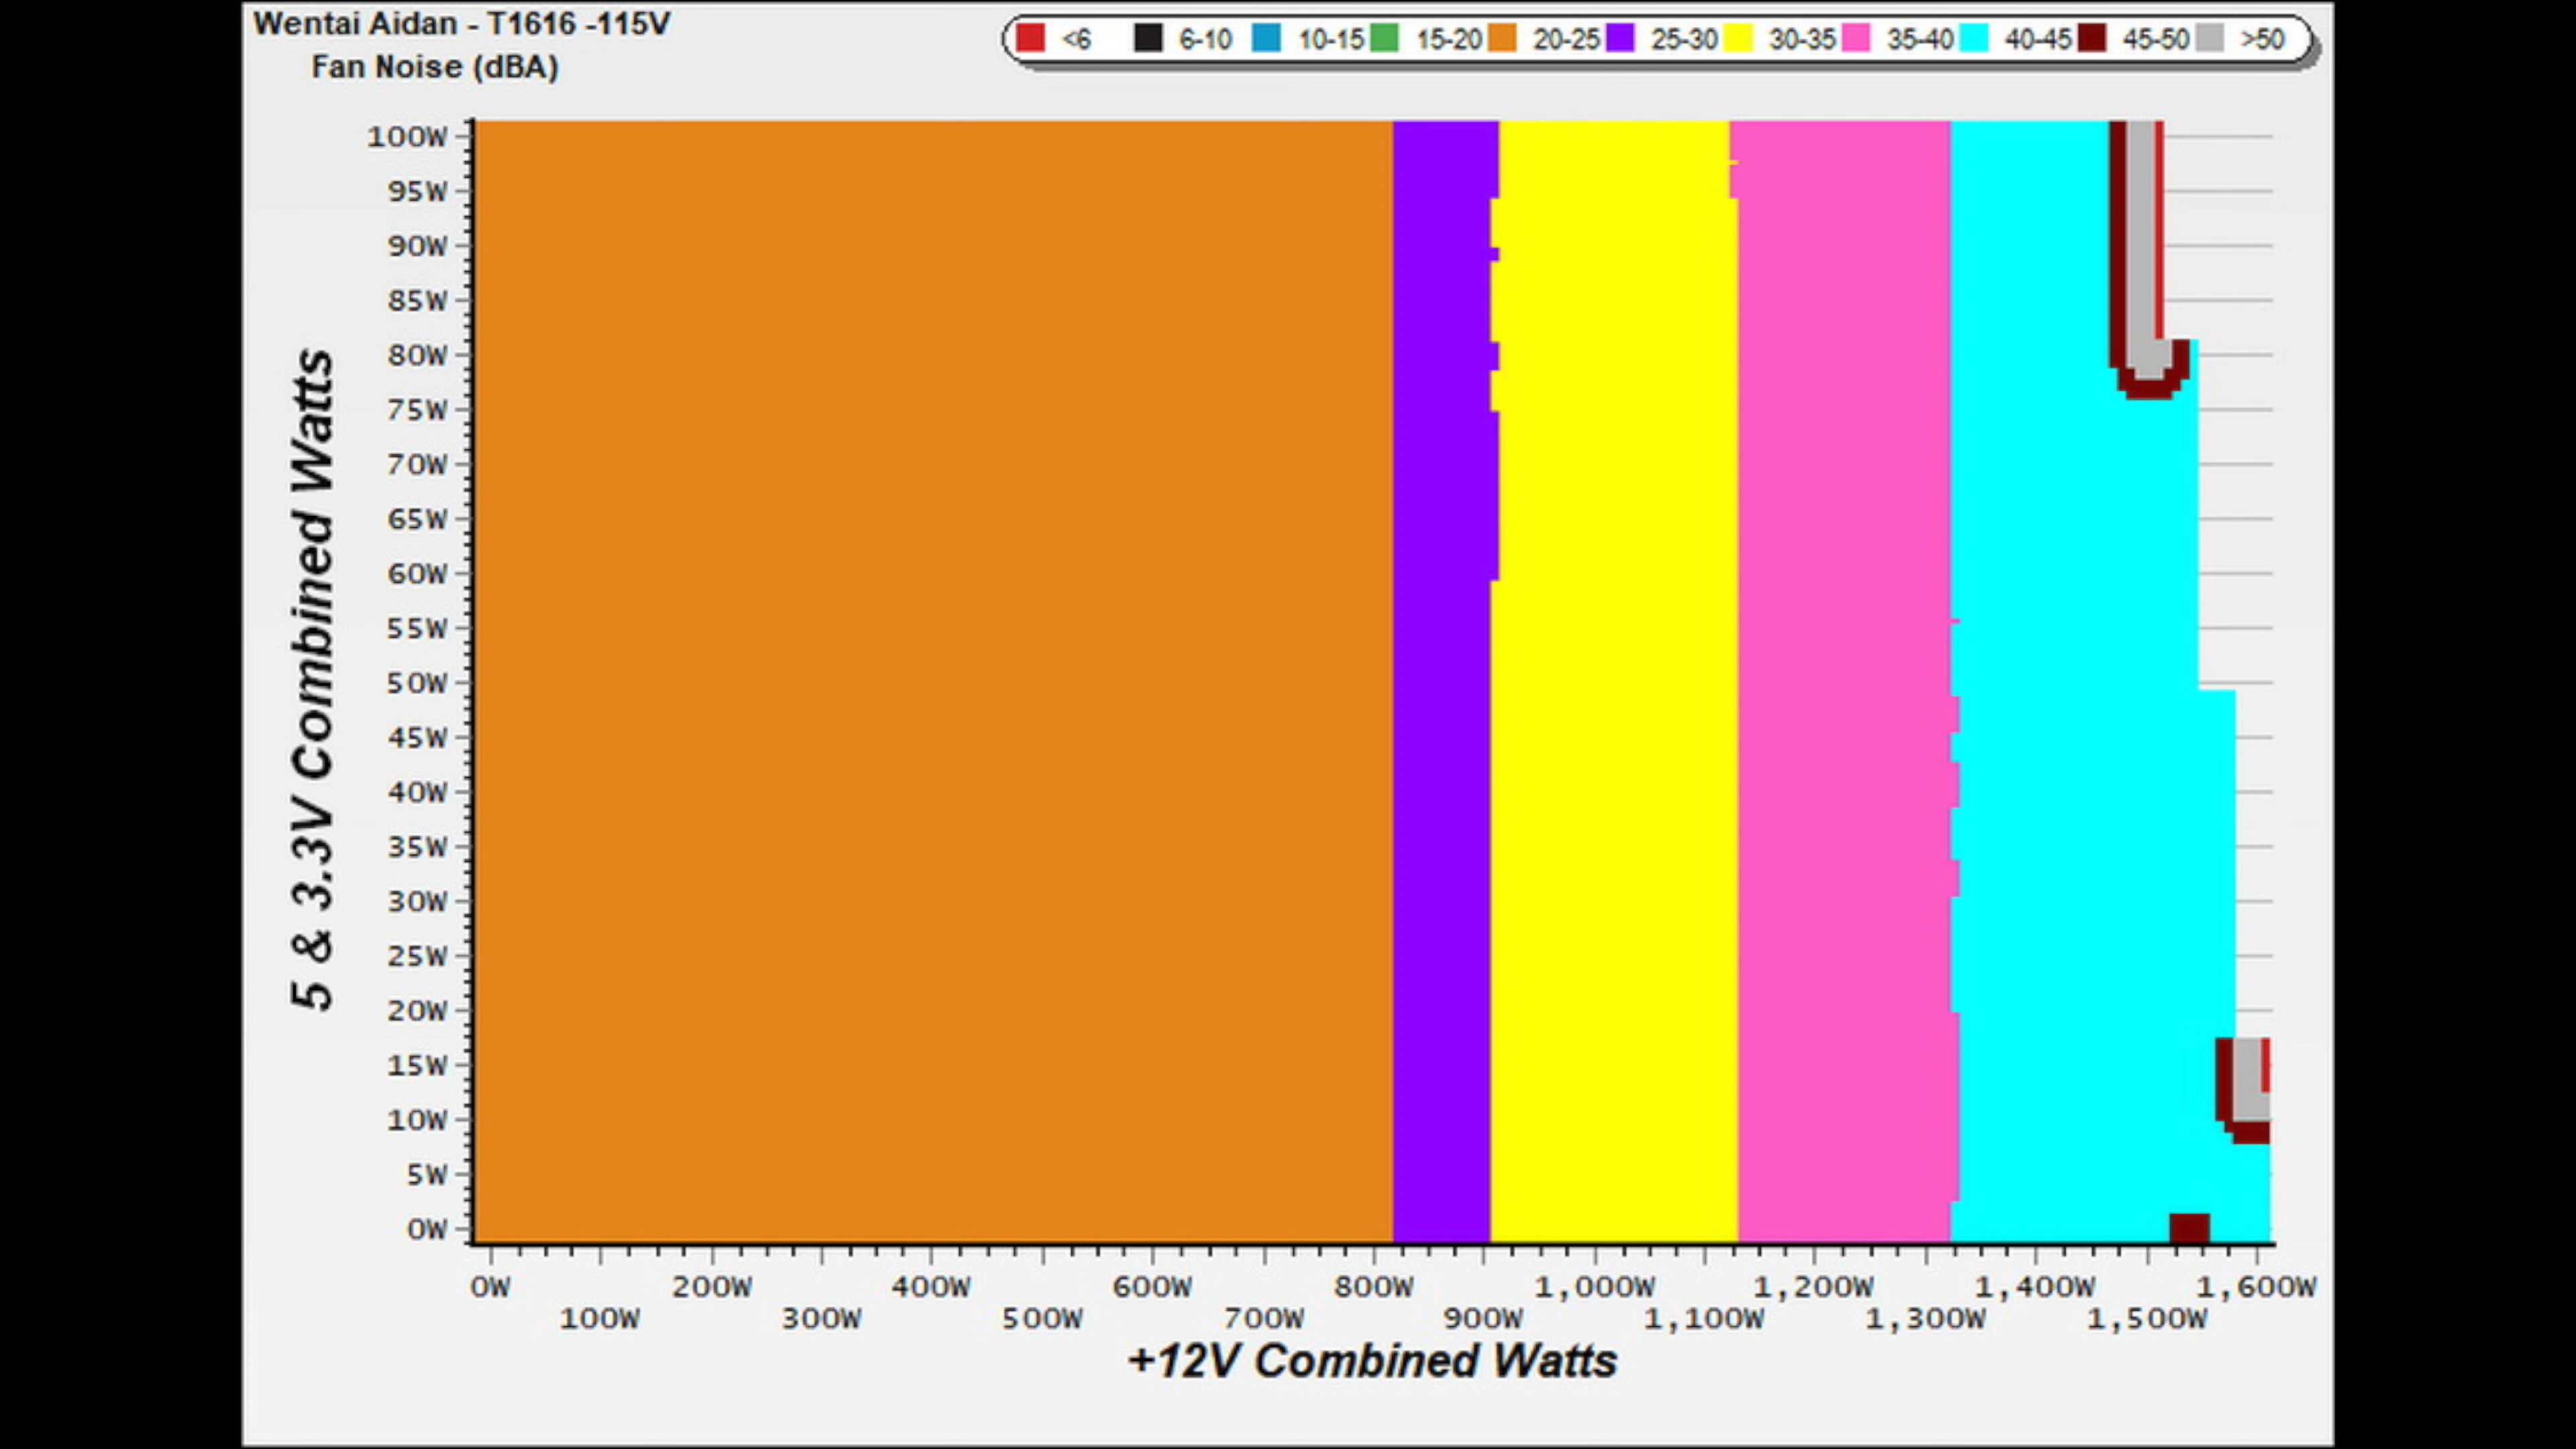 Wentai Aidan - T1616 -115V
Fan Noise (dBA)
<6 6-10 10-15 15-20 20-25 25-30 30-35 35-40 40-45 45-50 >50
5 & 3.3V Combined Watts
100W
95W
90W
85W
80W
75W
70W
65W
60W
55W
50W
45W
40W
35W
30W
25W
20W
15W
10W
5W
0W
0W 200W 400W 600W 800W 1,000W 1,200W 1,400W 1,600W
100W 300W 500W 700W 900W 1,100W 1,300W 1,500W
+12V Combined Watts